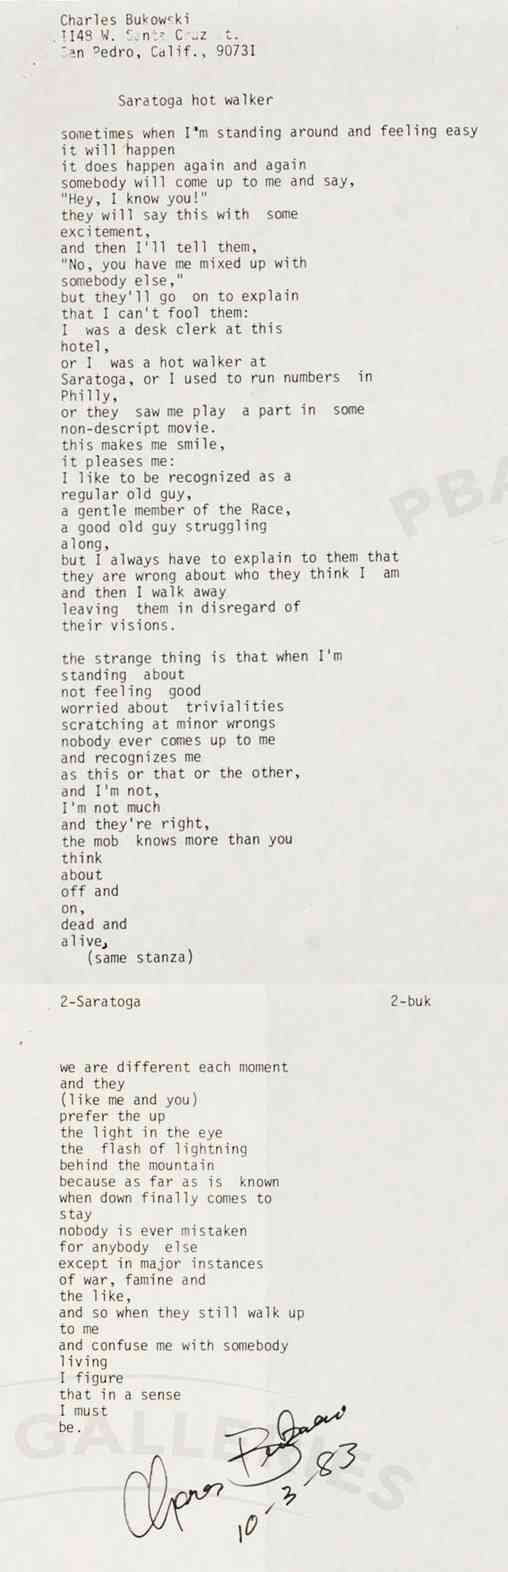 Charles Bukowski
1148 W. Santa Cruz St.
San Pedro, Calif., 90731
Saratoga hot walker
sometimes when I'm standing around and feeling easy
it will happen
it does happen again and again
somebody will come up to me and say,
"Hey, I know you!"
they will say this with some
excitement,
and then I'll tell them,
"No, you have me mixed up with
somebody else,"
but they'll go on to explain
that I can't fool them:
I was a desk clerk at this
hotel,
or I was a hot walker at
Saratoga, or I used to run numbers in
Philly,
or they saw me play a part in some
non-descript movie.
this makes me smile,
it pleases me:
I like to be recognized as a
regular old guy,
a gentle member of the Race,
a good old guy struggling
along,
but I always have to explain to them that
they are wrong about who they think I am
and then I walk away
leaving them in disregard of
their visions.
the strange thing is that when I'm
standing about
not feeling good
worried about trivialities
scratching at minor wrongs
nobody ever comes up to me
and recognizes me
as this or that or the other,
and I'm not,
I'm not much
and they're right,
the mob knows more than you
think
about
off and
on,
dead and
alive,
(same stanza)
2-Saratoga 2-buk
we are different each moment
and they
(like me and you)
prefer the up
the light in the eye
the flash of lightning
behind the mountain
because as far as is known
when down finally comes to
stay
nobody is ever mistaken
for anybody else
except in major instances
of war, famine and
the like,
and so when they still walk up
to me
and confuse me with somebody
living
I figure
that in a sense
I must
be.
Charles Bukowski
10-3-83
PBA
GALLERIES